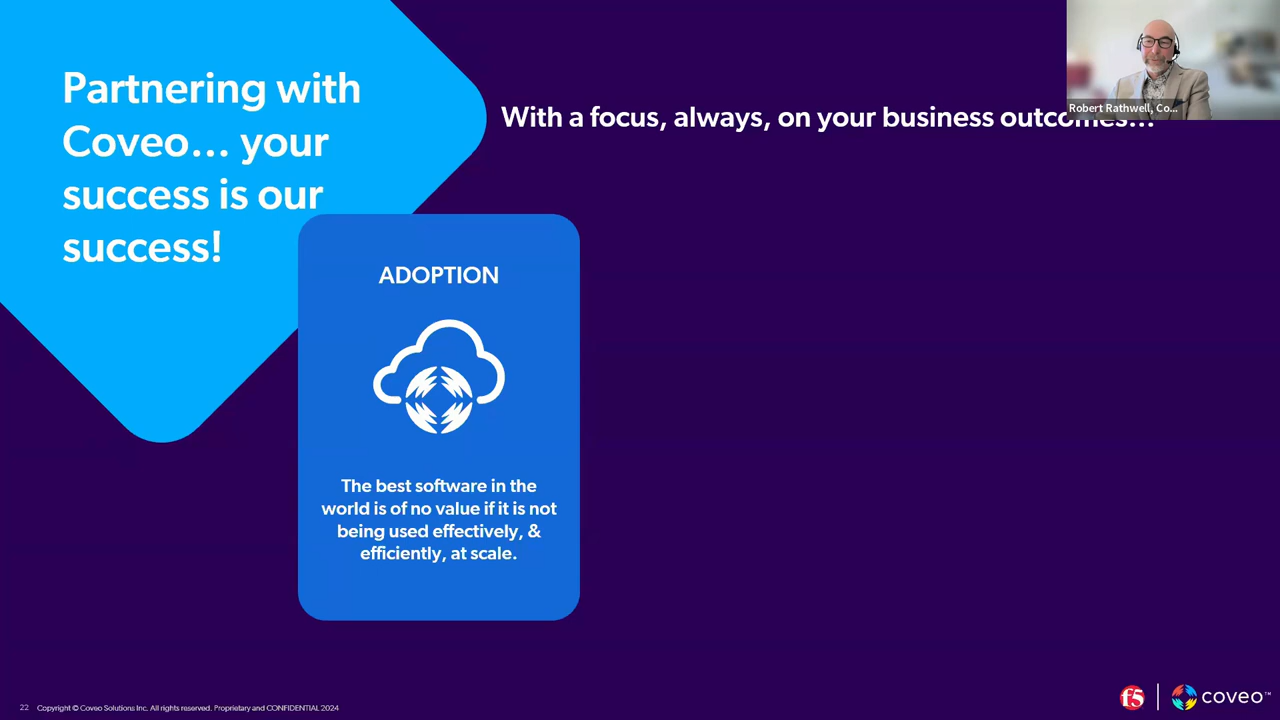 Partnering with
Coveo... your
success is our
success!
With a focus, always, on your business outcomes...
Robert Rathwell, Co...
ADOPTION
The best software in the
world is of no value if it is not
being used effectively, &
efficiently, at scale.
22 Copyright © Coveo Solutions Inc. All rights reserved. Proprietary and CONFIDENTIAL 2024
f5
coveo™